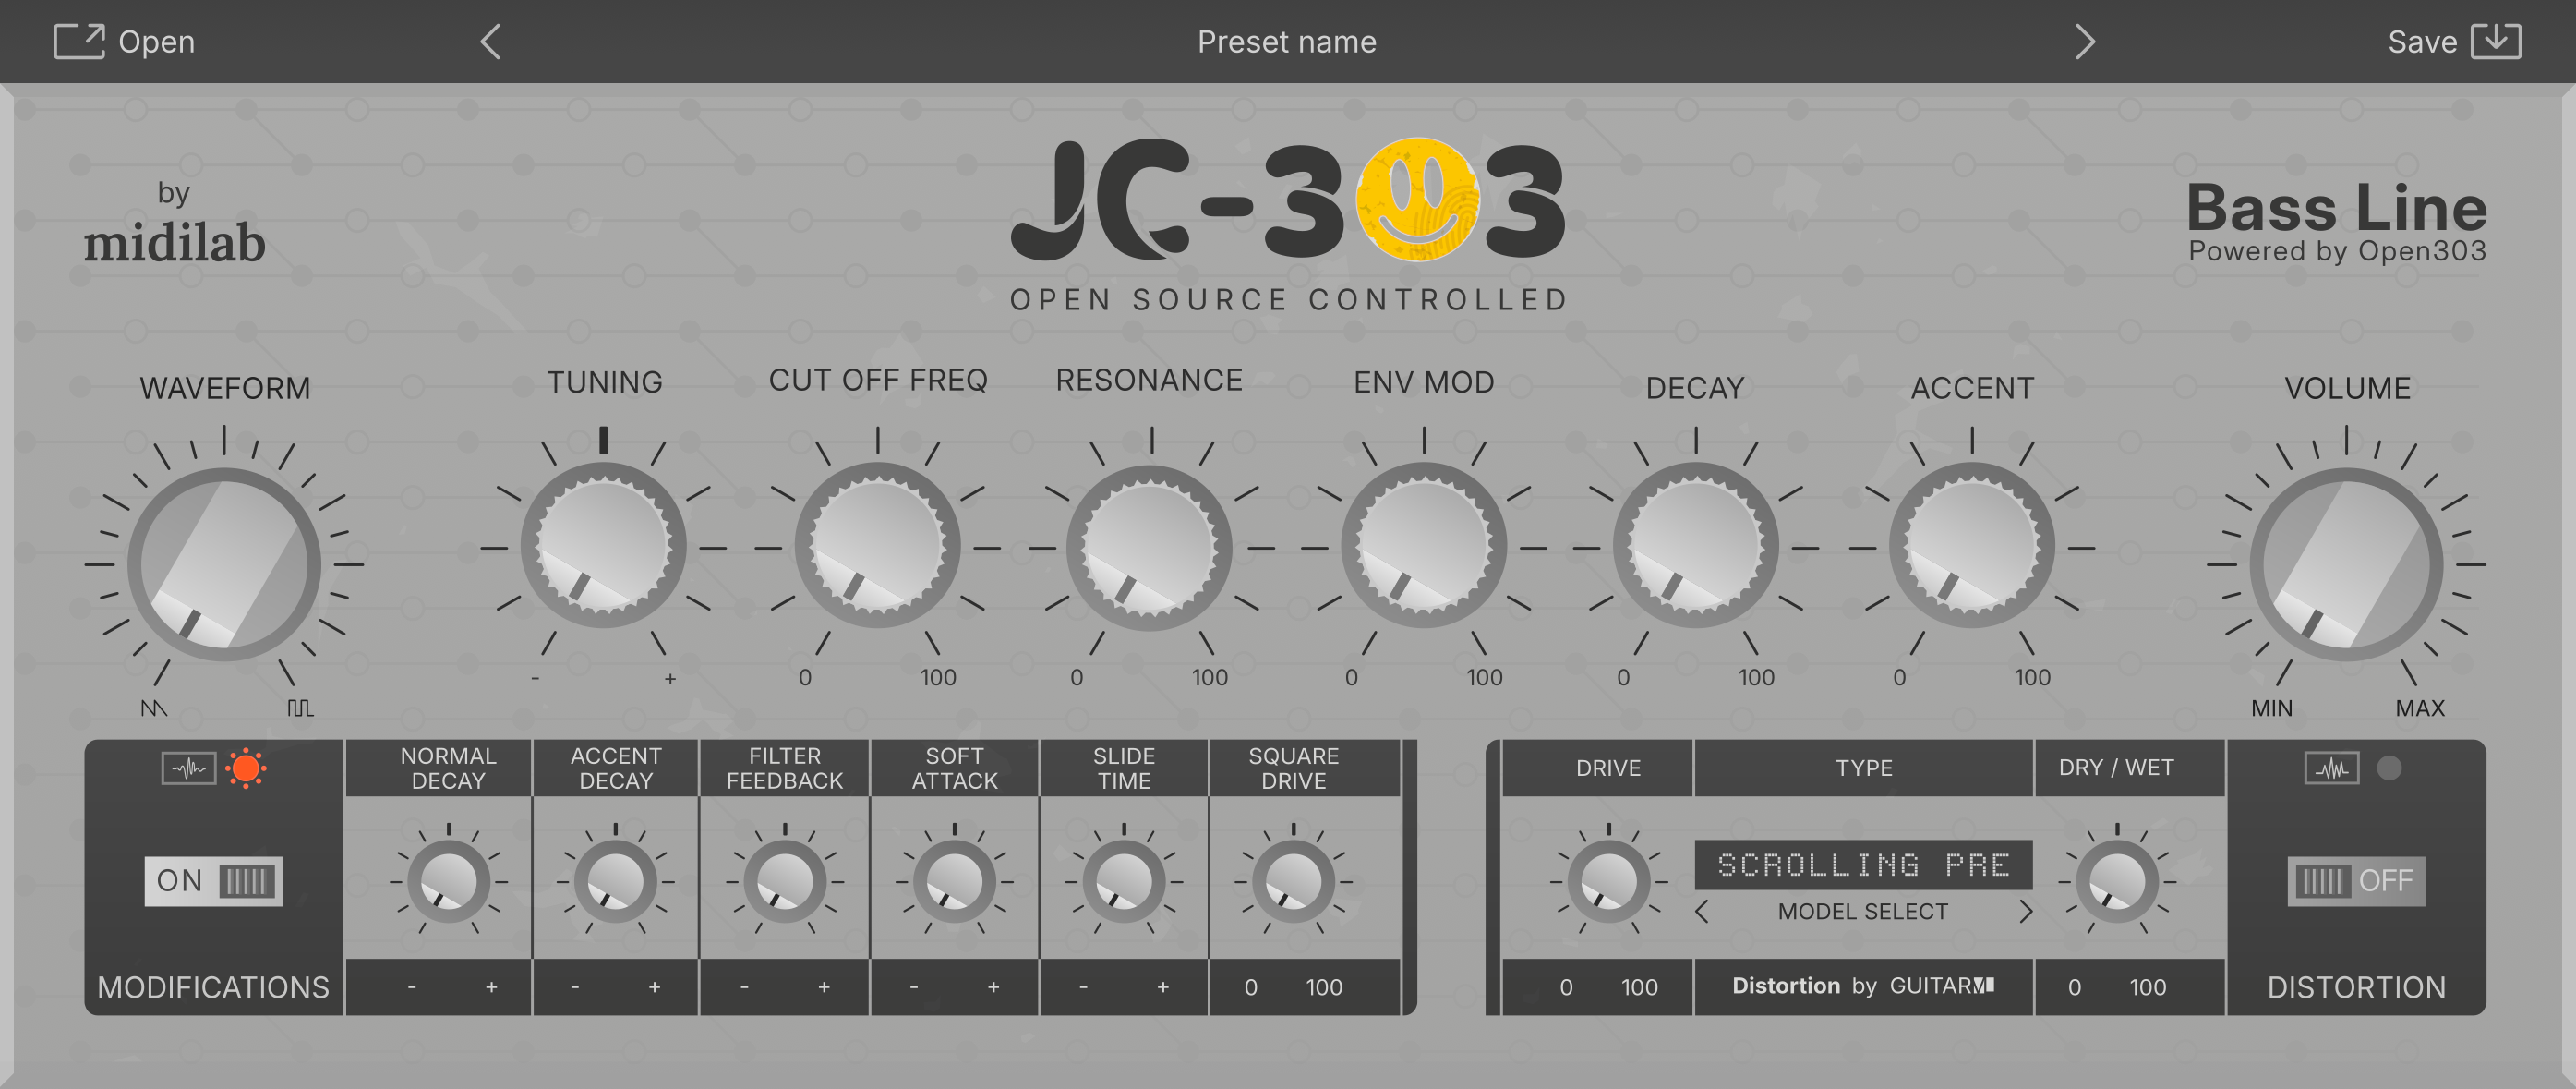 Open
Preset name
Save
by
midilab
JC-303
OPEN SOURCE CONTROLLED
Bass Line
Powered by Open303
WAVEFORM
TUNING
CUT OFF FREQ
RESONANCE
ENV MOD
DECAY
ACCENT
VOLUME
- +
0 100
0 100
0 100
0 100
0 100
MIN MAX
NORMAL
DECAY
ACCENT
DECAY
FILTER
FEEDBACK
SOFT
ATTACK
SLIDE
TIME
SQUARE
DRIVE
DRIVE
TYPE
DRY / WET
ON
SCROLLING PRE
MODEL SELECT
OFF
MODIFICATIONS
- +
- +
- +
- +
- +
0 100
0 100
Distortion by GUITARML
0 100
DISTORTION